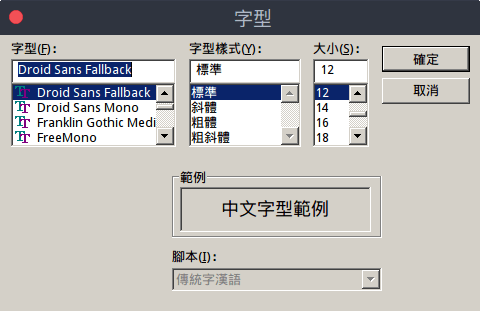 字型
字型(F):
字型樣式(Y):
大小(S):
Droid Sans Fallback
標準
12
確定
取消
Droid Sans Fallback
Droid Sans Mono
Franklin Gothic Medi
FreeMono
標準
斜體
粗體
粗斜體
12
14
16
18
範例
中文字型範例
腳本(I):
傳統字漢語